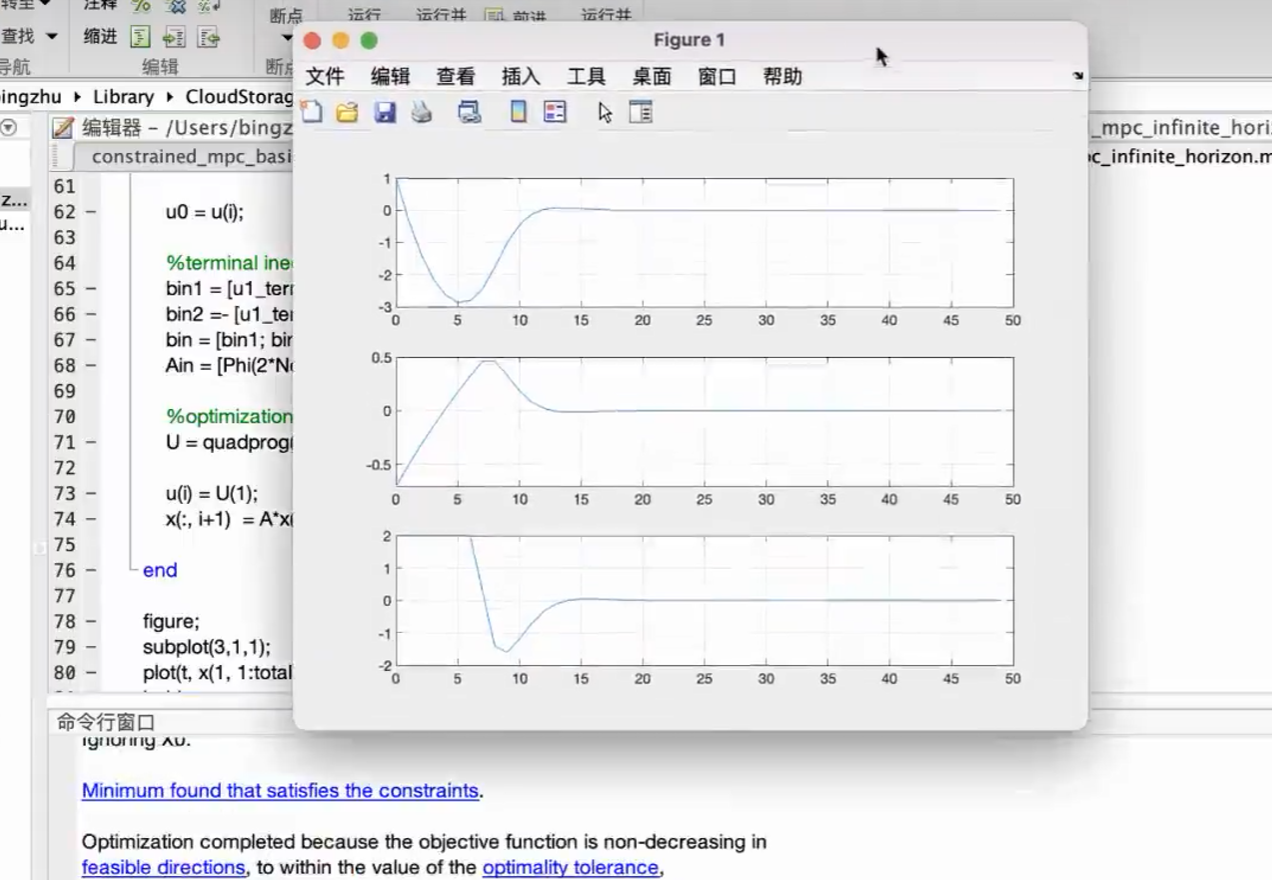 转至 ▼ 注释 %
断点 运行 运行并 前进 运行并
查找 ▼ 缩进
导航 编辑 断点
ingzhu ▸ Library ▸ CloudStorag
编辑器 – /Users/bingz
_mpc_infinite_hori
constrained_mpc_basi
c_infinite_horizon.m
z...
u...
61
62 – u0 = u(i);
63
64 %terminal ine
65 – bin1 = [u1_terr
66 – bin2 =- [u1_te
67 – bin = [bin1; bir
68 – Ain = [Phi(2*N
69
70 %optimization
71 – U = quadprog(
72
73 – u(i) = U(1);
74 – x(:, i+1) = A*x(
75
76 – end
77
78 – figure;
79 – subplot(3,1,1);
80 – plot(t, x(1, 1:total
Figure 1
文件 编辑 查看 插入 工具 桌面 窗口 帮助
1
0
-1
-2
-3
0 5 10 15 20 25 30 35 40 45 50
0.5
0
-0.5
0 5 10 15 20 25 30 35 40 45 50
2
1
0
-1
-2
0 5 10 15 20 25 30 35 40 45 50
命令行窗口
Ignoring X0.
Minimum found that satisfies the constraints.
Optimization completed because the objective function is non-decreasing in
feasible directions, to within the value of the optimality tolerance,